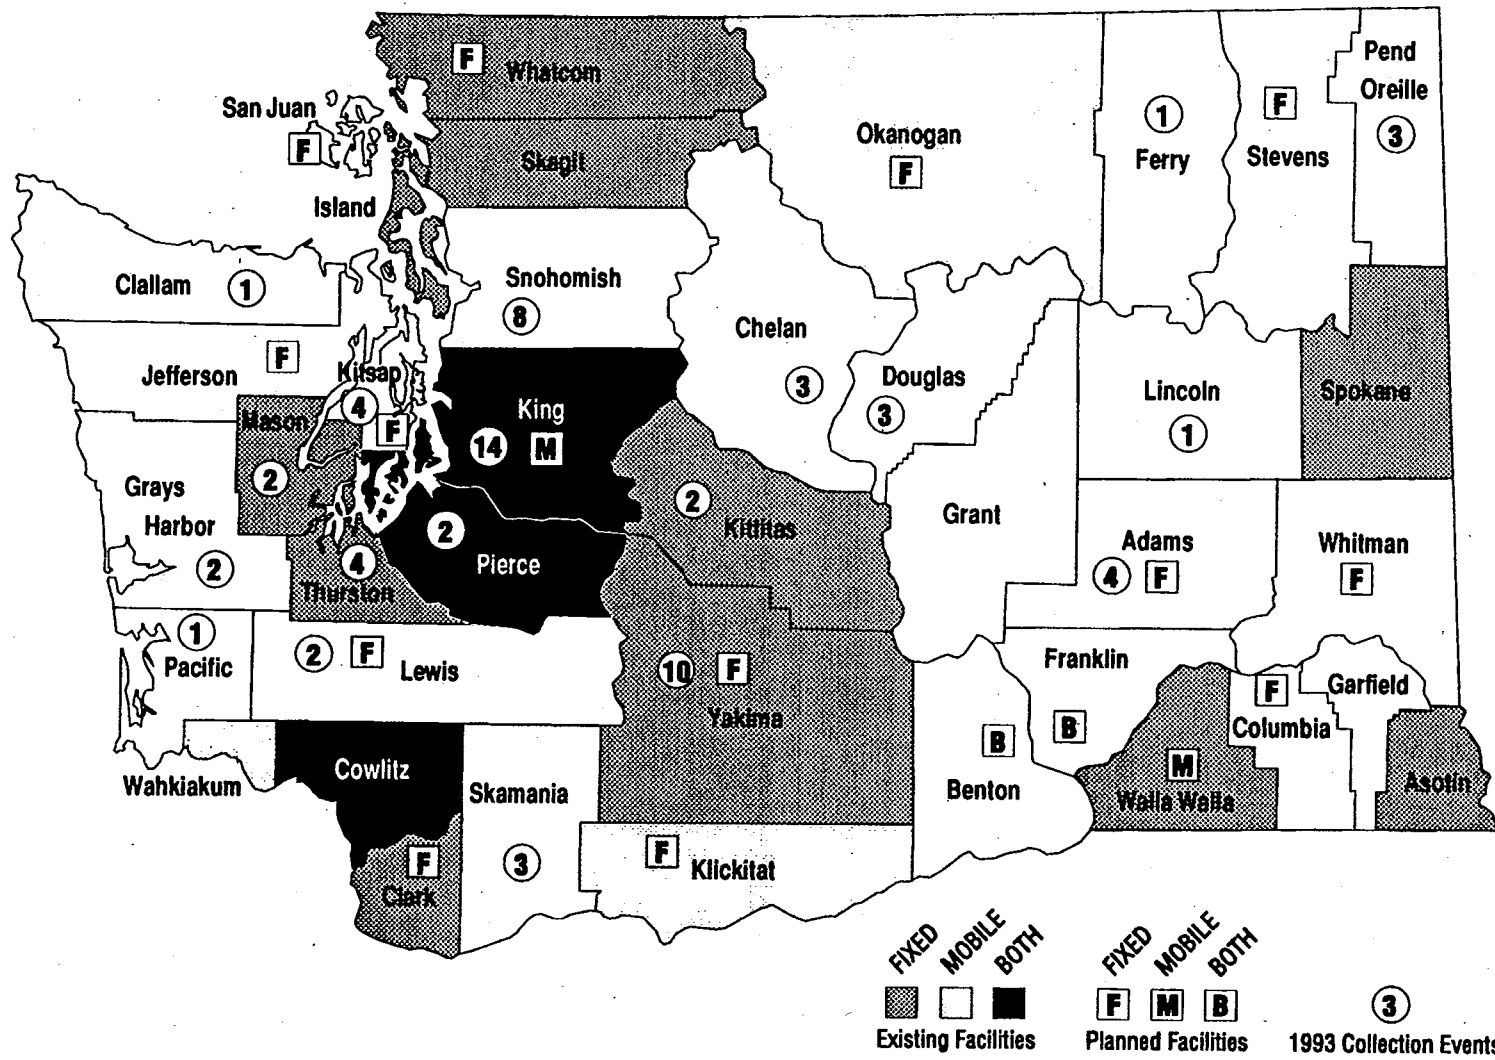 F
Whatcom
San Juan
F
Skagit
Okanogan
F
1
Ferry
F
Stevens
Pend
Oreille
3
Island
Clallam
1
Snohomish
8
Chelan
3
Jefferson
F
Kitsap
4
F
Mason
2
King
14
M
Douglas
3
Lincoln
1
Spokane
Grays
Harbor
2
4
Thurston
2
Pierce
2
Kittitas
Grant
Adams
4
F
Whitman
F
1
Pacific
2
F
Lewis
10
F
Yakima
Franklin
B
F
Columbia
Garfield
Wahkiakum
Cowlitz
Skamania
3
B
Benton
M
Walla Walla
Asotin
F
Clark
F
Klickitat
FIXED MOBILE BOTH
Existing Facilities
FIXED MOBILE BOTH
F M B
Planned Facilities
3
1993 Collection Events